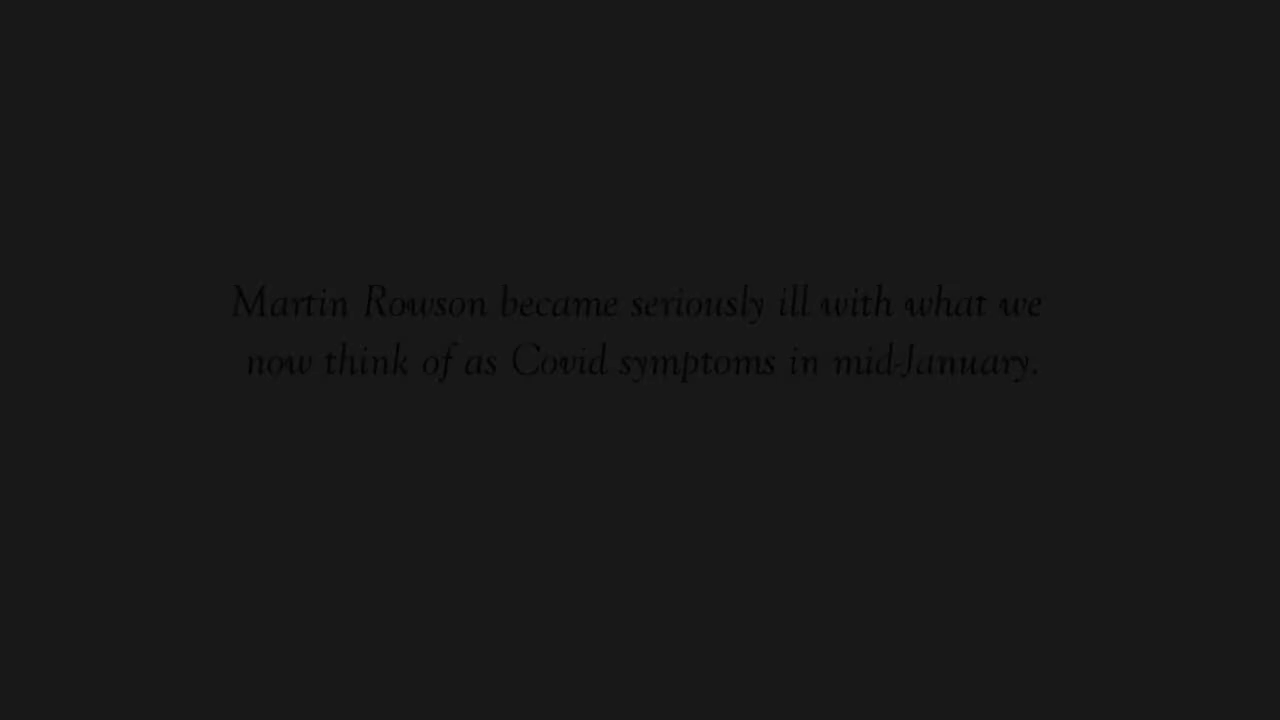 Martin Rowson became seriously ill with what we
now think of as Covid symptoms in mid-January.